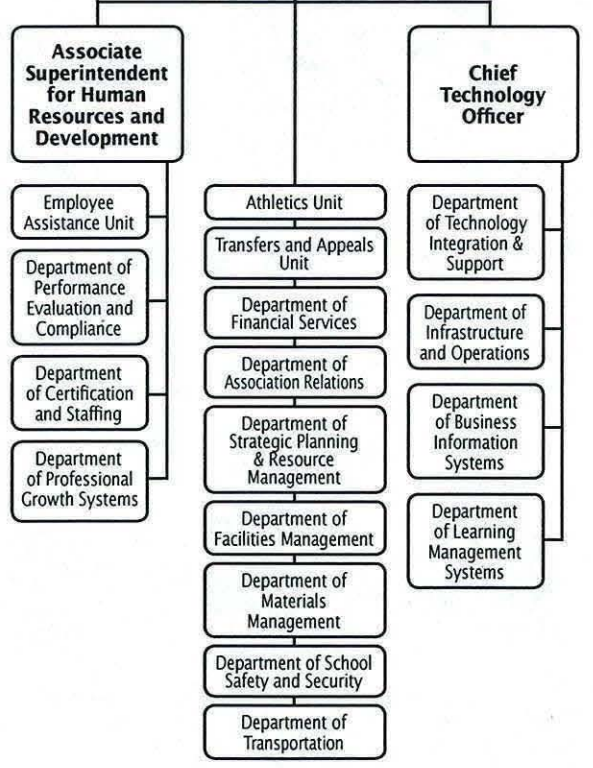 Associate
Superintendent
for Human
Resources and
Development
Employee
Assistance Unit
Department of
Performance
Evaluation and
Compliance
Department
of Certification
and Staffing
Department
of Professional
Growth Systems
Athletics Unit
Transfers and Appeals
Unit
Department of
Financial Services
Department of
Association Relations
Department of
Strategic Planning
& Resource
Management
Department of
Facilities Management
Department of
Materials
Management
Department of School
Safety and Security
Department of
Transportation
Chief
Technology
Officer
Department
of Technology
Integration &
Support
Department of
Infrastructure
and Operations
Department
of Business
Information
Systems
Department
of Learning
Management
Systems